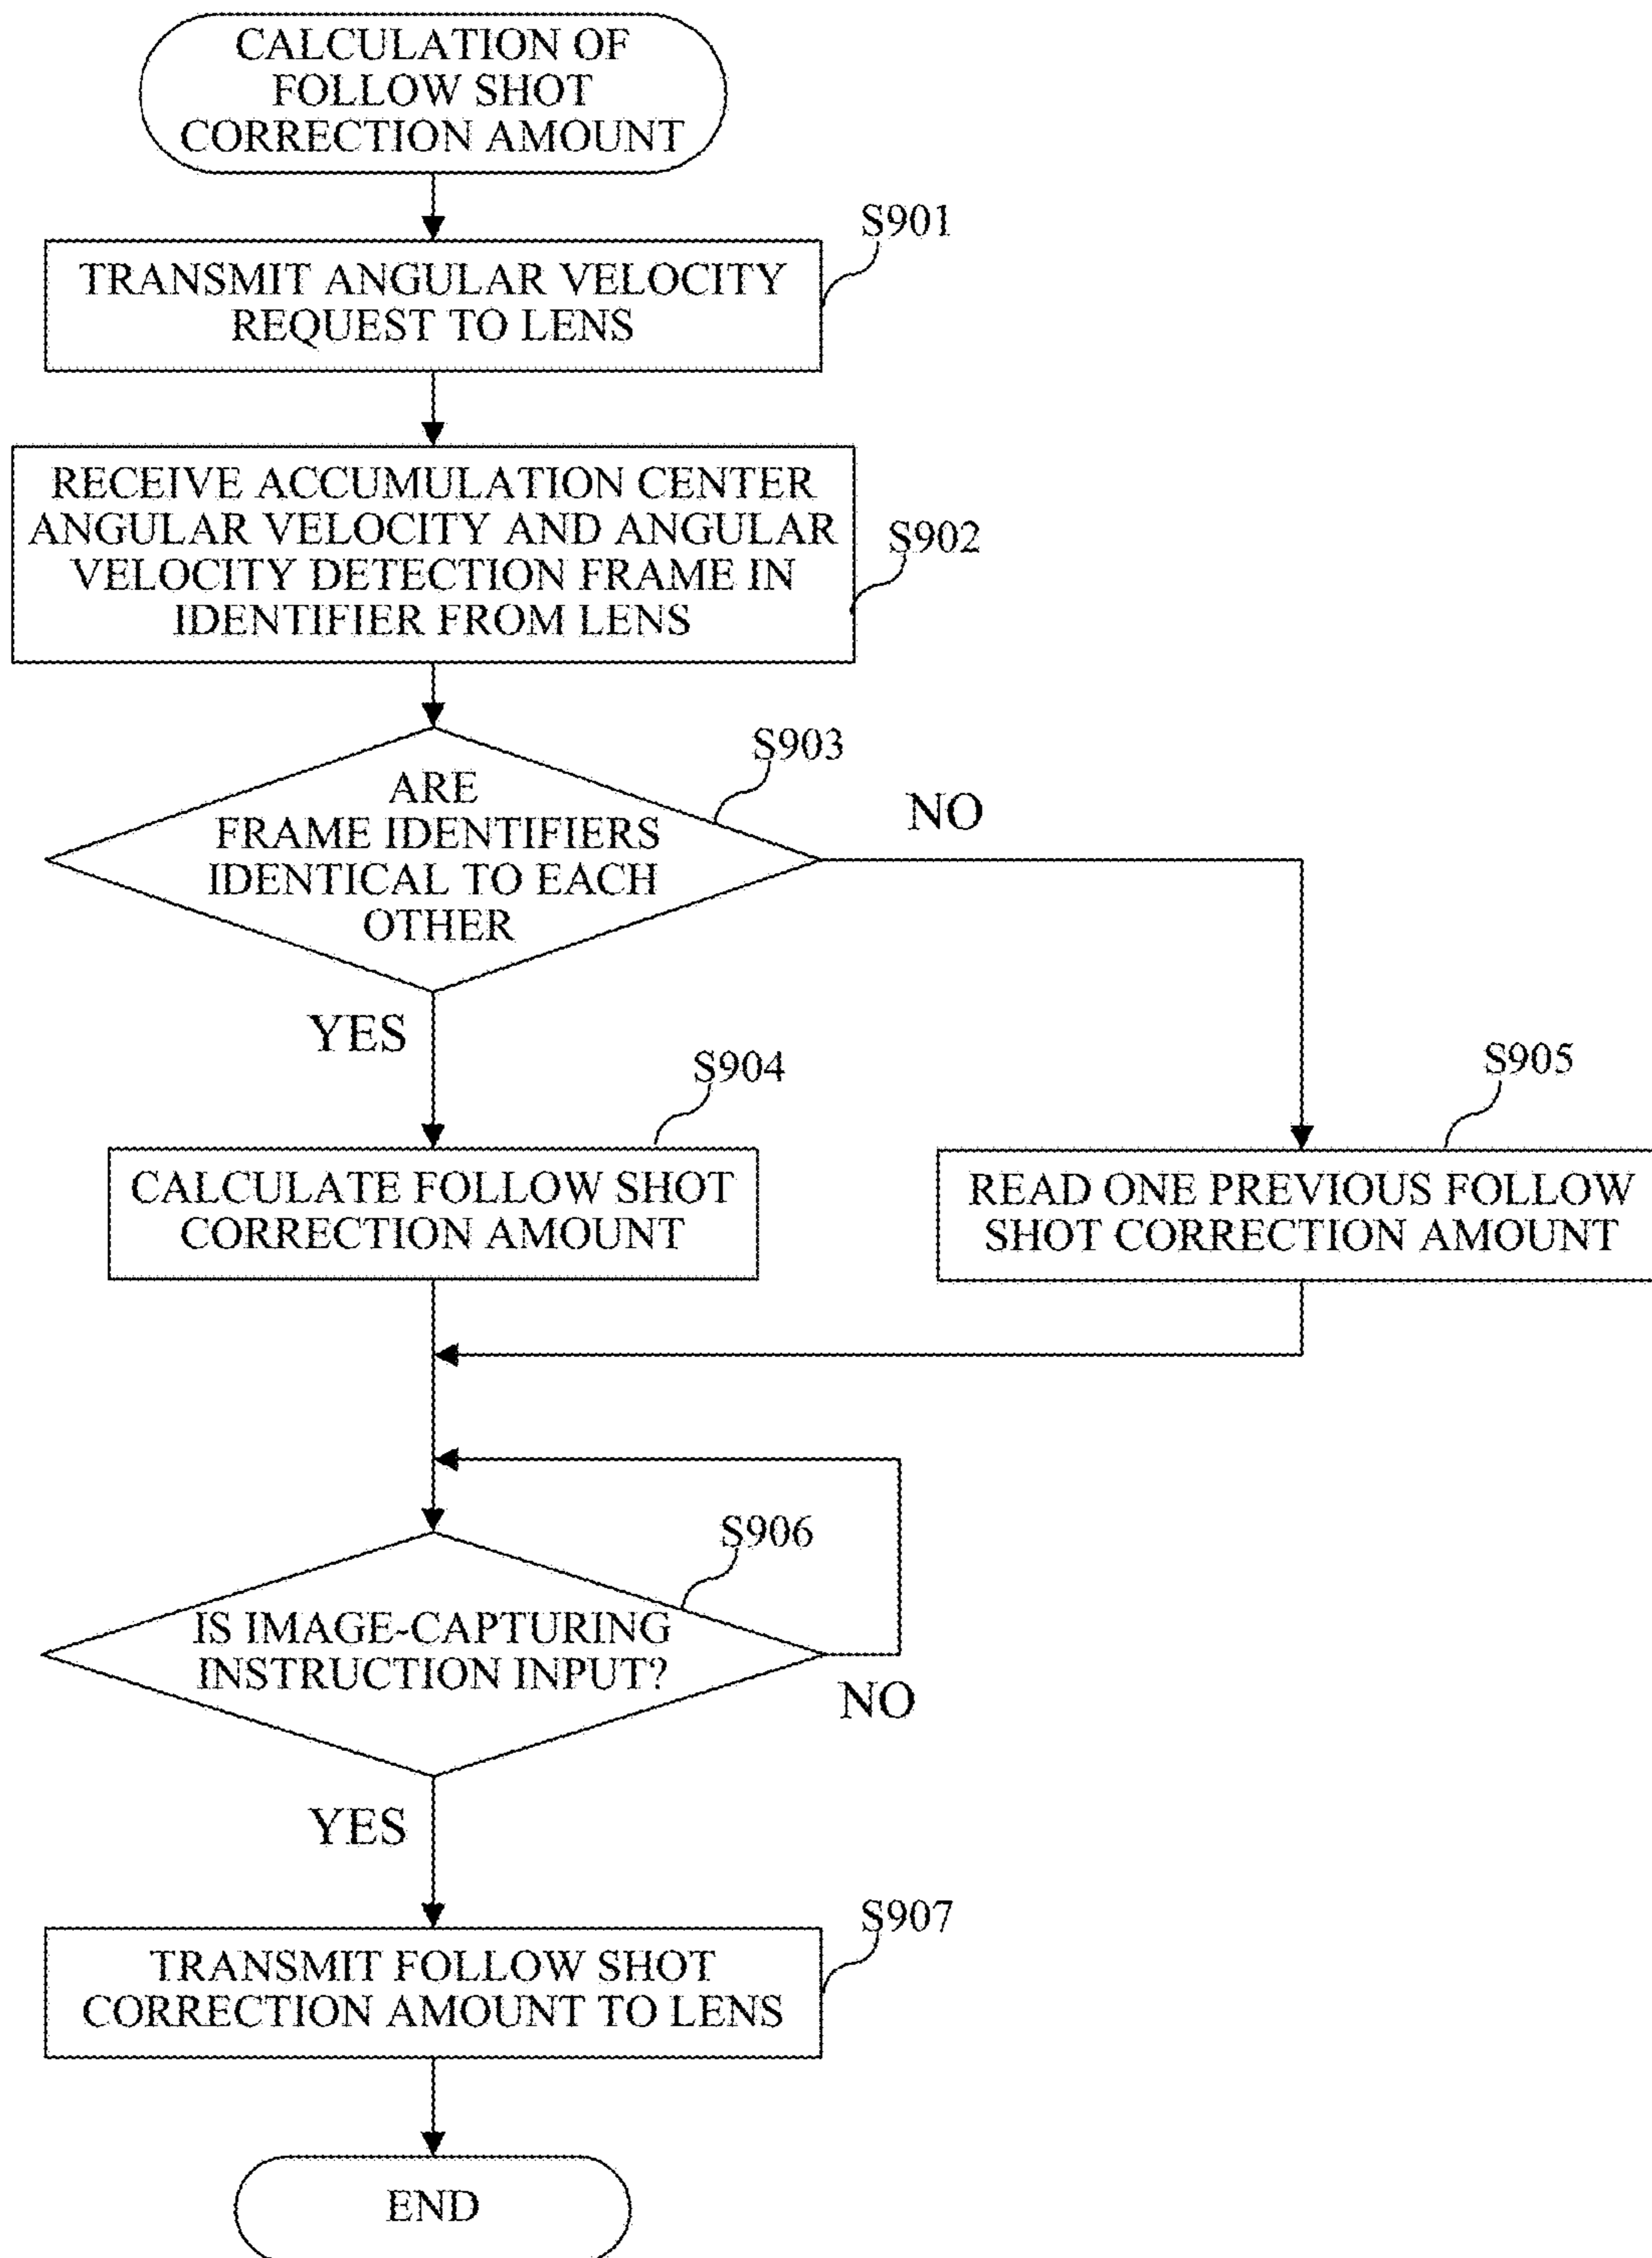 CALCULATION OF
FOLLOW SHOT
CORRECTION AMOUNT
S901
TRANSMIT ANGULAR VELOCITY
REQUEST TO LENS
S902
RECEIVE ACCUMULATION CENTER
ANGULAR VELOCITY AND ANGULAR
VELOCITY DETECTION FRAME IN
IDENTIFIER FROM LENS
S903
ARE
FRAME IDENTIFIERS
IDENTICAL TO EACH
OTHER
NO
YES
S904
CALCULATE FOLLOW SHOT
CORRECTION AMOUNT
S905
READ ONE PREVIOUS FOLLOW
SHOT CORRECTION AMOUNT
S906
IS IMAGE-CAPTURING
INSTRUCTION INPUT?
NO
YES
S907
TRANSMIT FOLLOW SHOT
CORRECTION AMOUNT TO LENS
END